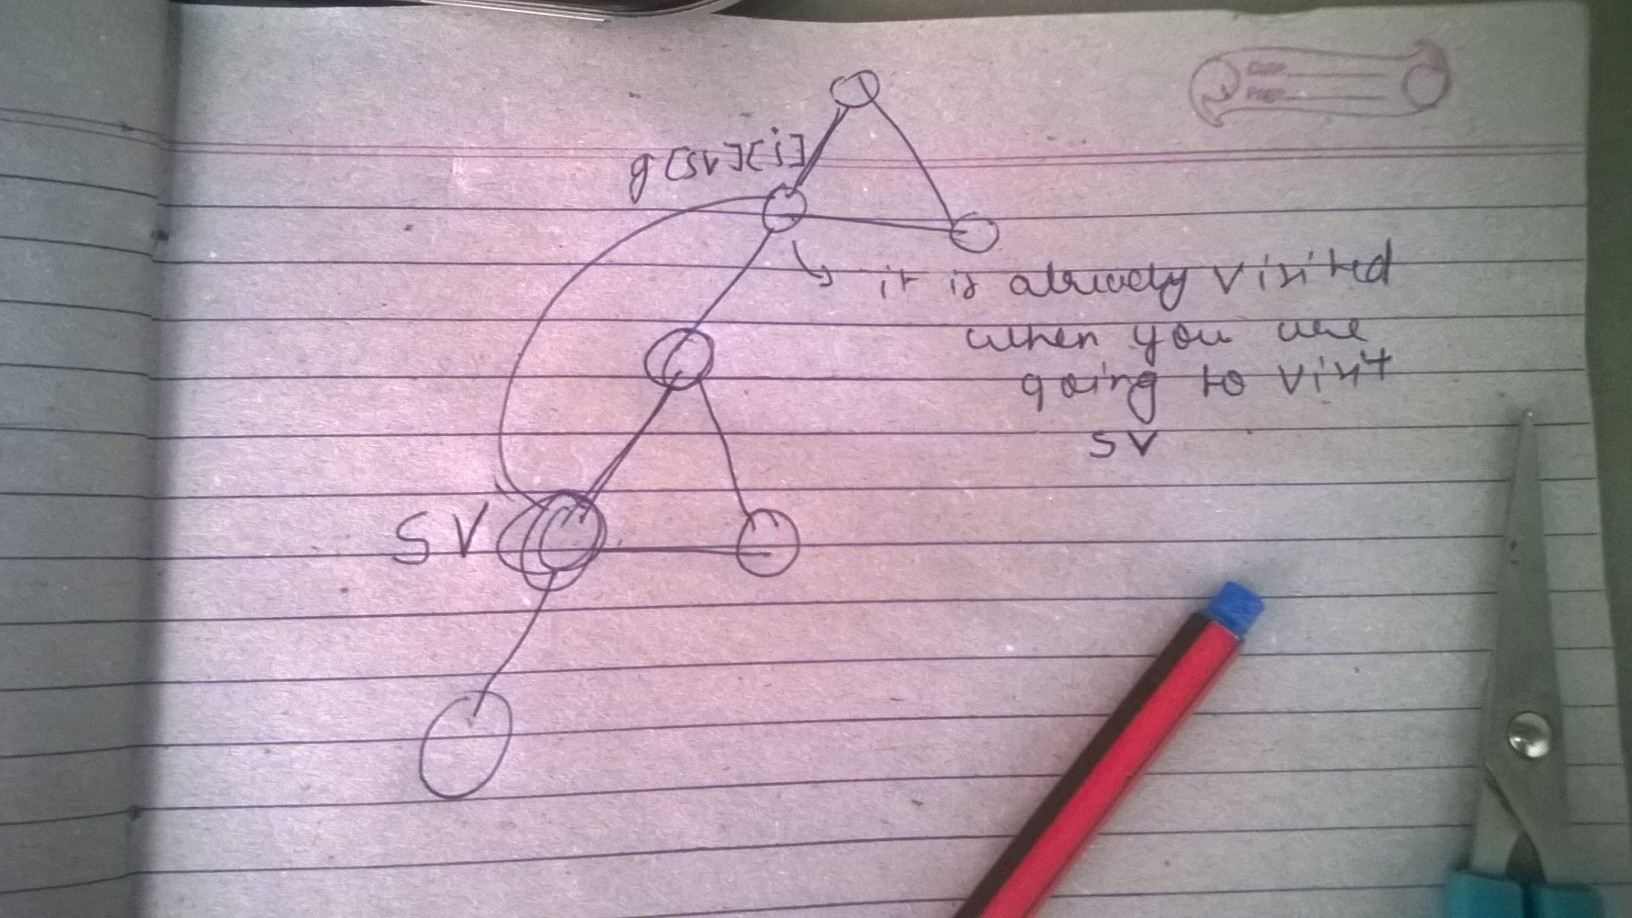 g[sv][i]
it is already visited
when you are
going to visit
sv
SV
DATE
PAGE